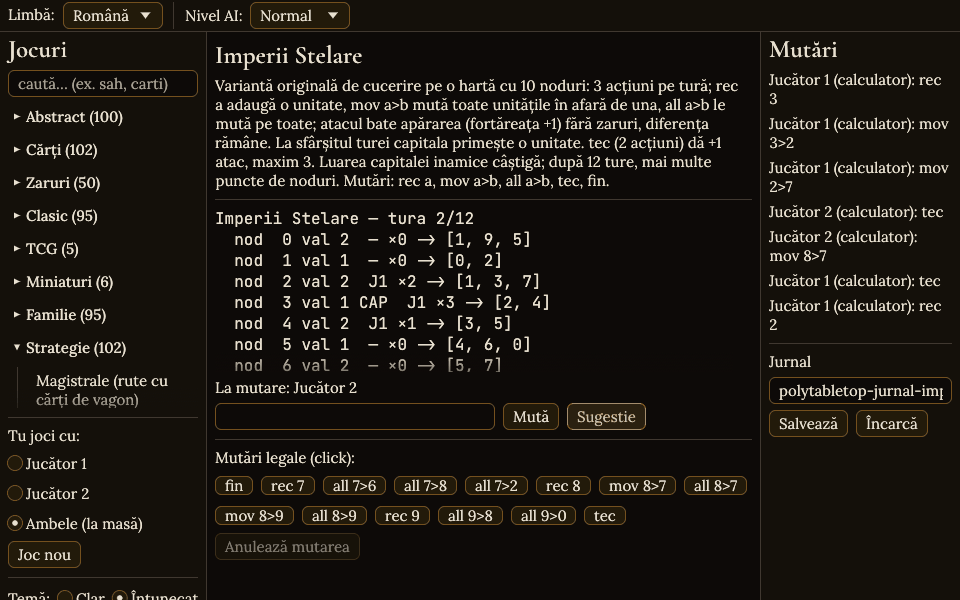 Limbă: Română ▼ Nivel AI: Normal ▼
Jocuri
caută... (ex. sah, carti)
▸ Abstract (100)
▸ Cărți (102)
▸ Zaruri (50)
▸ Clasic (95)
▸ TCG (5)
▸ Miniaturi (6)
▸ Familie (95)
▾ Strategie (102)
Magistrale (rute cu
cărți de vagon)
Tu joci cu:
Jucător 1
Jucător 2
Ambele (la masă)
Joc nou
Temă: Clar Întunecat
Imperii Stelare
Variantă originală de cucerire pe o hartă cu 10 noduri: 3 acțiuni pe tură; rec
a adaugă o unitate, mov a>b mută toate unitățile în afară de una, all a>b le
mută pe toate; atacul bate apărarea (fortăreața +1) fără zaruri, diferența
rămâne. La sfârșitul turei capitala primește o unitate. tec (2 acțiuni) dă +1
atac, maxim 3. Luarea capitalei inamice câștigă; după 12 ture, mai multe
puncte de noduri. Mutări: rec a, mov a>b, all a>b, tec, fin.
Imperii Stelare — tura 2/12
nod 0 val 2 — ×0 → [1, 9, 5]
nod 1 val 1 — ×0 → [0, 2]
nod 2 val 2 J1 ×2 → [1, 3, 7]
nod 3 val 1 CAP J1 ×3 → [2, 4]
nod 4 val 2 J1 ×1 → [3, 5]
nod 5 val 1 — ×0 → [4, 6, 0]
nod 6 val 2 — ×0 → [5, 7]
La mutare: Jucător 2
Mută Sugestie
Mutări legale (click):
fin rec 7 all 7>6 all 7>8 all 7>2 rec 8 mov 8>7 all 8>7
mov 8>9 all 8>9 rec 9 all 9>8 all 9>0 tec
Anulează mutarea
Mutări
Jucător 1 (calculator): rec
3
Jucător 1 (calculator): mov
3>2
Jucător 1 (calculator): mov
2>7
Jucător 2 (calculator): tec
Jucător 2 (calculator):
mov 8>7
Jucător 1 (calculator): tec
Jucător 1 (calculator): rec
2
Jurnal
polytabletop-jurnal-imp
Salvează Încarcă